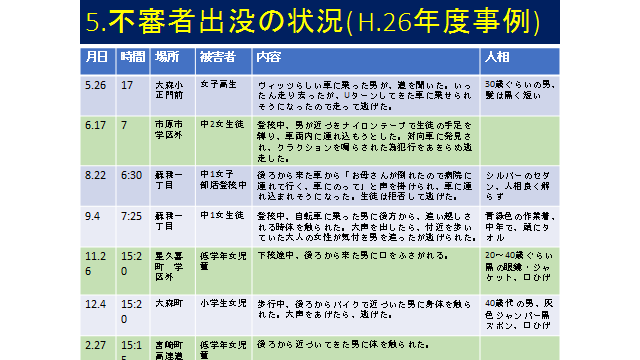 5.不審者出没の状況(H.26年度事例)
月日 時間 場所 被害者 内容 人相
5.26 17 大森小正門前 女子高生 ヴィッツらしい車に乗った男が、道を聞いた。いったん走り去ったが、Uターンしてきた車に乗せられそうになったので走って逃げた。 30歳ぐらいの男、髪は黒く短い
6.17 7 市原市学区外 中2女生徒 登校中、男が近づきナイロンテープで生徒の手足を縛り、車両内に連れ込もうとした。対向車に発見され、クラクションを鳴らされた為犯行をあきらめ逃走した。
8.22 6:30 蘇我一丁目 中1女子部活登校中 後ろから来た車から「お母さんが倒れたので病院に連れて行く、車にのって」と声を掛けられ、車に連れ込まれそうになった。生徒は拒否して逃げた。 シルバーのセダン、人相良く解らず
9.4 7:25 蘇我一丁目 中1女生徒 登校中、自転車に乗った男に後方から、追い越しされる時体を触られた。大声を出したら、付近を歩いていた大人の女性が気付き男を追ったが逃げられた。 青緑色の作業着、中年で、頭にタオル
11.26 15:20 星久喜町 学区外 低学年女児童 下校途中、後ろから来た男に口をふさがれる。 20～40歳ぐらい黒の眼鏡・ジャケット、口ひげ
12.4 15:20 大森町 小学生女児 歩行中、後ろからバイクで近づいた男に身体を触られた。大声をあげたら、逃げた。 40歳代の男、灰色ジャンパー黒ズボン、口ひげ
2.27 15:15 宮崎町高速道 低学年女児童 後ろから近づいてきた男に体を触られた。